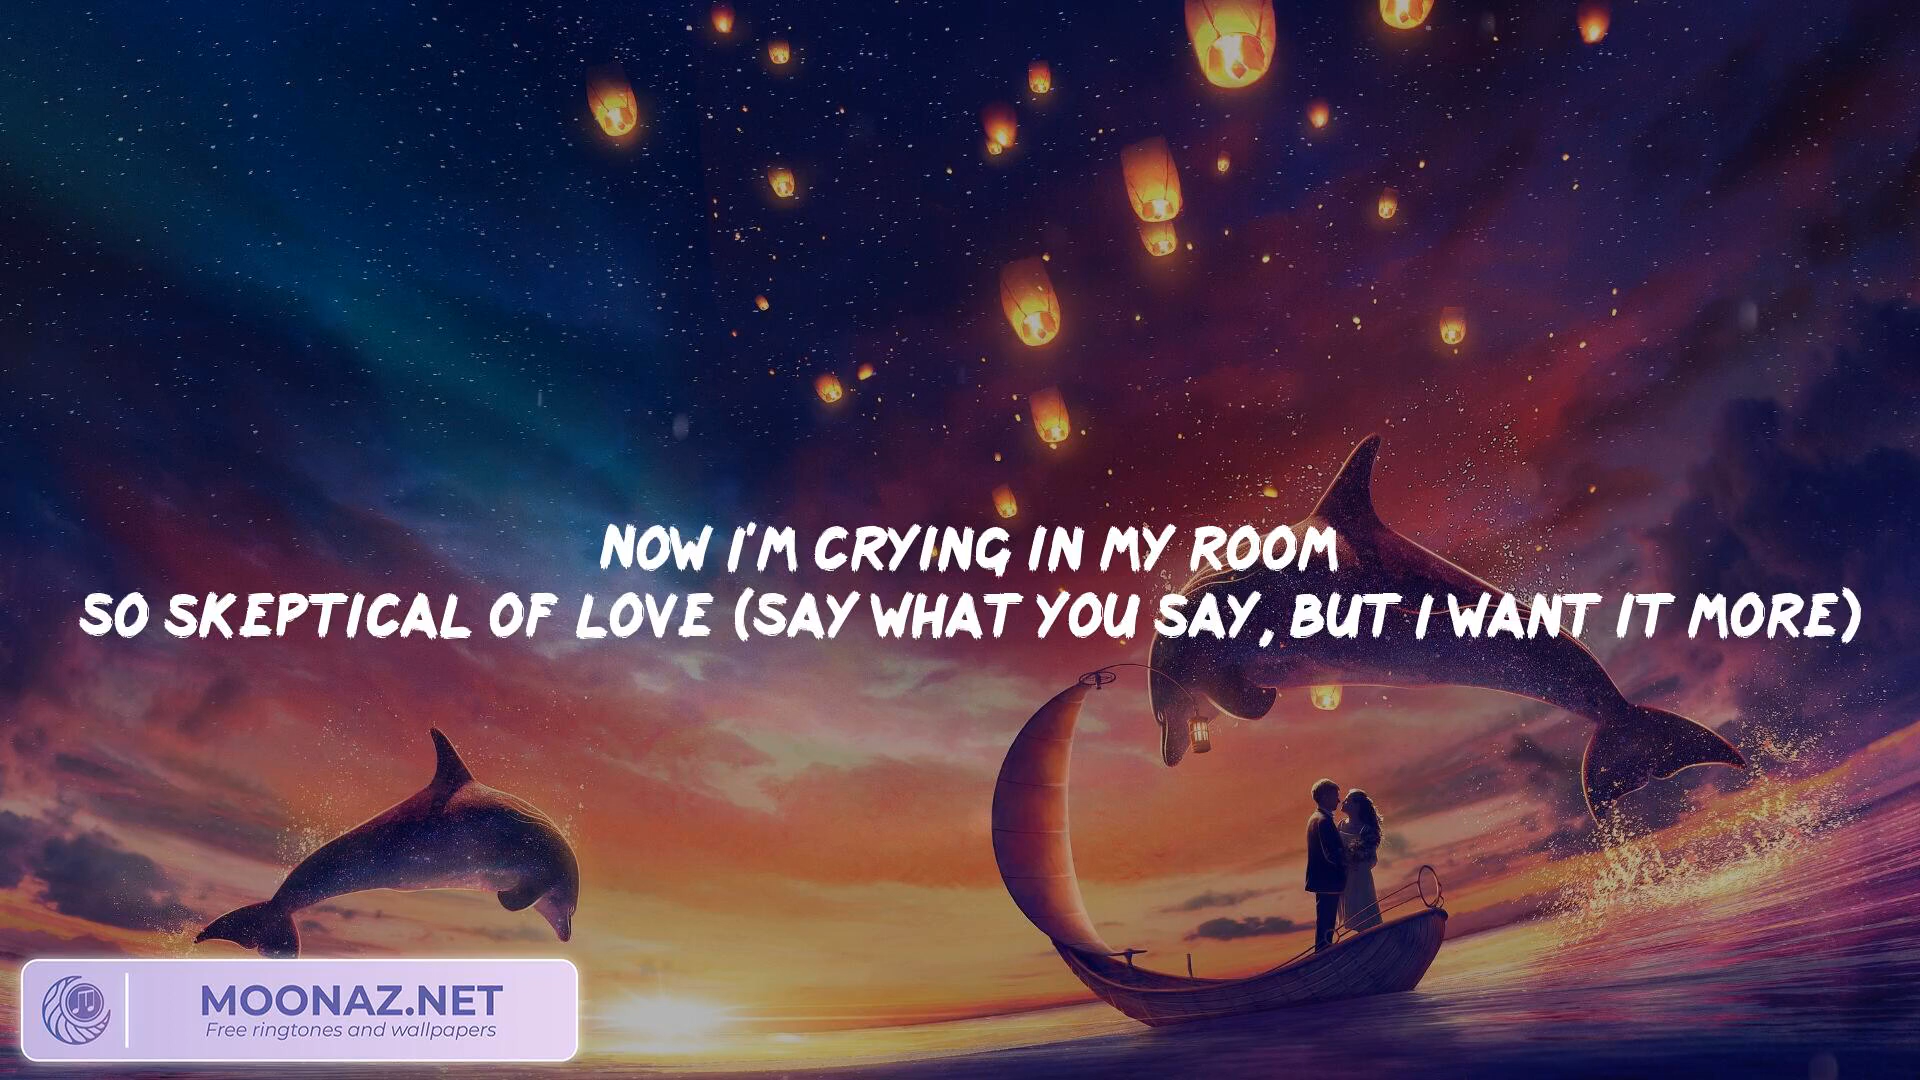 NOW I'M CRYING IN MY ROOM
SO SKEPTICAL OF LOVE (SAY WHAT YOU SAY, BUT I WANT IT MORE)
MOONAZ.NET
Free ringtones and wallpapers